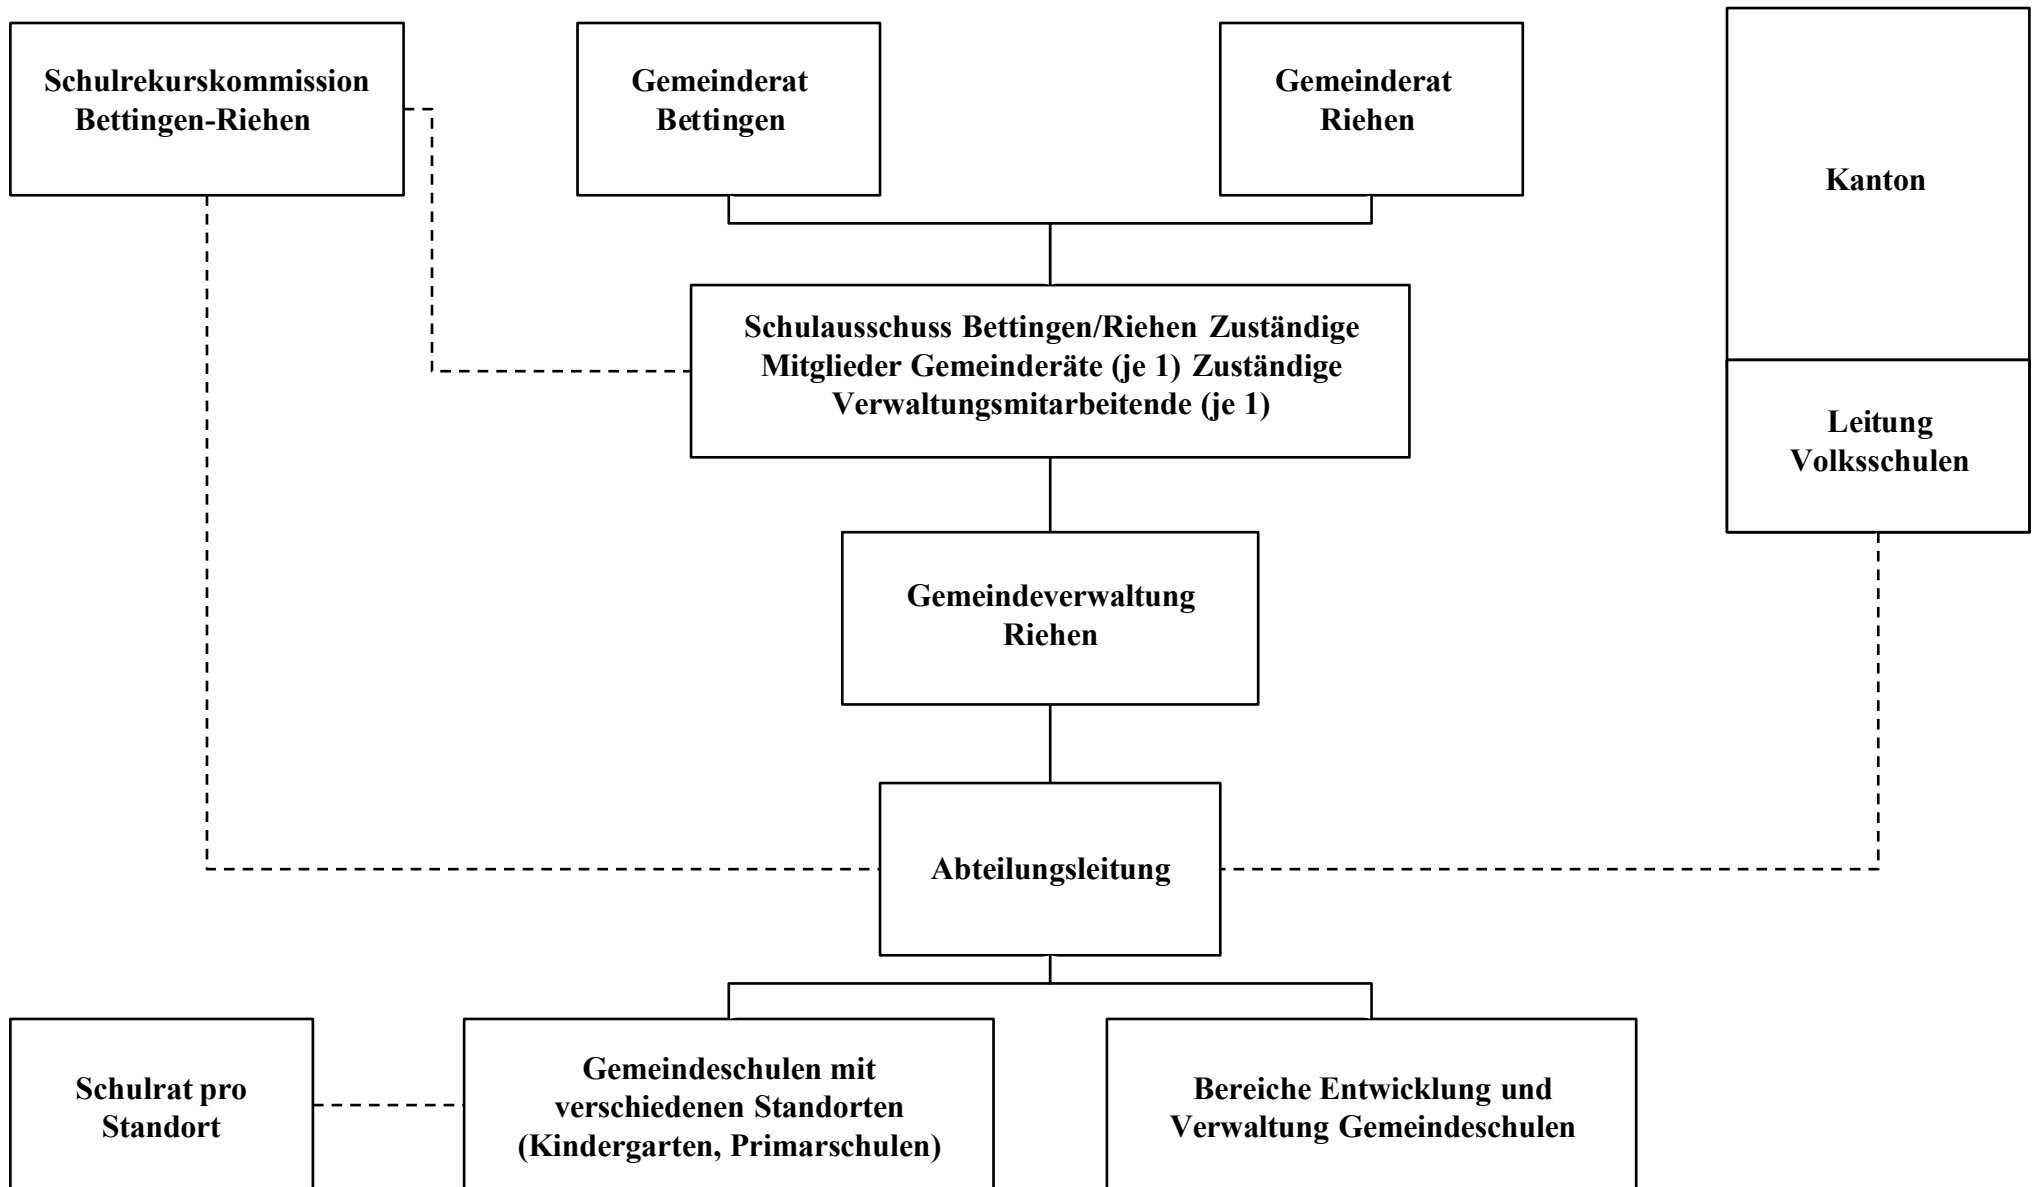 Schulrekurskommission
Bettingen-Riehen
Gemeinderat
Bettingen
Gemeinderat
Riehen
Kanton
Schulausschuss Bettingen/Riehen Zuständige
Mitglieder Gemeinderäte (je 1) Zuständige
Verwaltungsmitarbeitende (je 1)
Leitung
Volksschulen
Gemeindeverwaltung
Riehen
Abteilungsleitung
Schulrat pro
Standort
Gemeindeschulen mit
verschiedenen Standorten
(Kindergarten, Primarschulen)
Bereiche Entwicklung und
Verwaltung Gemeindeschulen